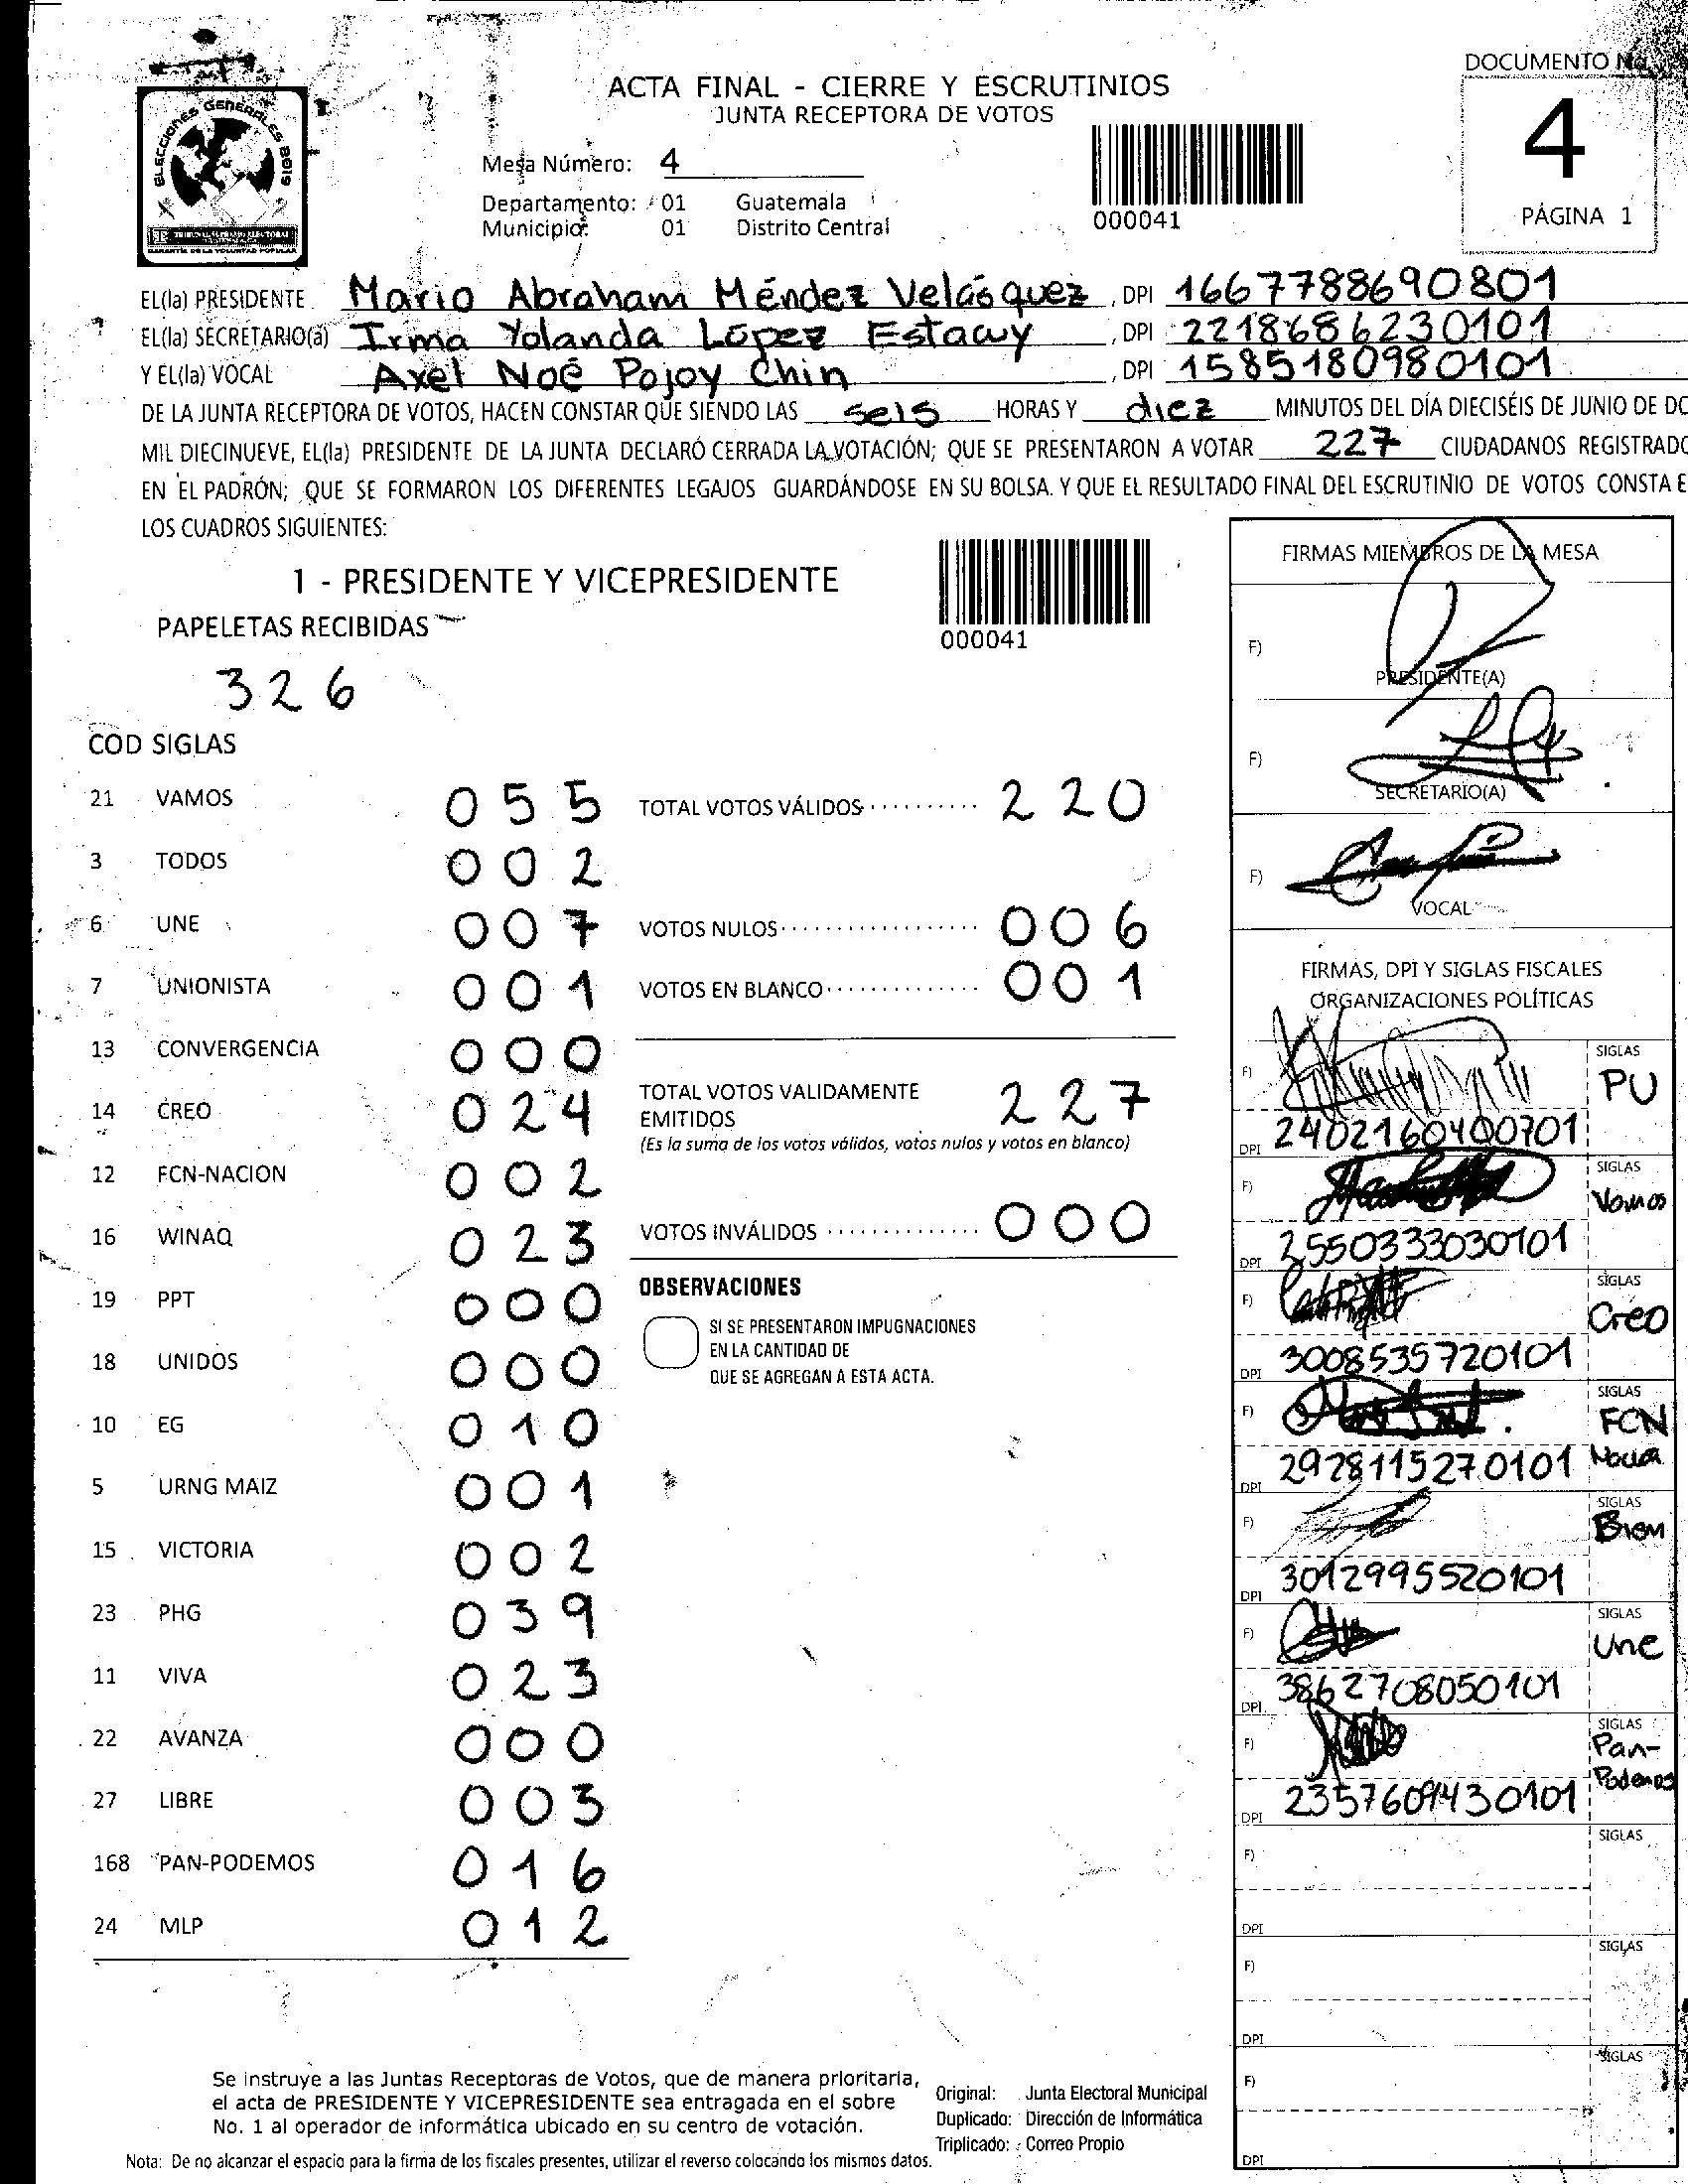 DOCUMENTO No.
4
PÁGINA 1
ELECCIONES GENERALES 2019
TRIBUNAL SUPREMO ELECTORAL
GARANTÍA DE LA VOLUNTAD POPULAR
ACTA FINAL - CIERRE Y ESCRUTINIOS
JUNTA RECEPTORA DE VOTOS
Mesa Número: 4
Departamento: 01 Guatemala
Municipio: 01 Distrito Central
000041
EL(la) PRESIDENTE Mario Abraham Méndez Velásquez , DPI 1667788690801
EL(la) SECRETARIO(a) Irma Yolanda López Estacuy , DPI 2218686230101
Y EL(la) VOCAL Axel Noé Pojoy Chin , DPI 1585180980101
DE LA JUNTA RECEPTORA DE VOTOS, HACEN CONSTAR QUE SIENDO LAS seis HORAS Y diez MINUTOS DEL DÍA DIECISÉIS DE JUNIO DE DO
MIL DIECINUEVE, EL(la) PRESIDENTE DE LA JUNTA DECLARÓ CERRADA LA VOTACIÓN; QUE SE PRESENTARON A VOTAR 227 CIUDADANOS REGISTRADO
EN EL PADRÓN; QUE SE FORMARON LOS DIFERENTES LEGAJOS GUARDÁNDOSE EN SU BOLSA. Y QUE EL RESULTADO FINAL DEL ESCRUTINIO DE VOTOS CONSTA E
LOS CUADROS SIGUIENTES:
1 - PRESIDENTE Y VICEPRESIDENTE
000041
PAPELETAS RECIBIDAS
326
COD SIGLAS
21 VAMOS 055
3 TODOS 002
6 UNE 007
7 UNIONISTA 001
13 CONVERGENCIA 000
14 CREO 024
12 FCN-NACION 002
16 WINAQ 023
19 PPT 000
18 UNIDOS 000
10 EG 010
5 URNG MAIZ 001
15 VICTORIA 002
23 PHG 039
11 VIVA 023
22 AVANZA 000
27 LIBRE 003
168 PAN-PODEMOS 016
24 MLP 012
TOTAL VOTOS VÁLIDOS 220
VOTOS NULOS 006
VOTOS EN BLANCO 001
TOTAL VOTOS VALIDAMENTE
EMITIDOS 227
(Es la suma de los votos válidos, votos nulos y votos en blanco)
VOTOS INVÁLIDOS 000
OBSERVACIONES
SI SE PRESENTARON IMPUGNACIONES
EN LA CANTIDAD DE
QUE SE AGREGAN A ESTA ACTA.
FIRMAS MIEMBROS DE LA MESA
F)
PRESIDENTE(A)
F)
SECRETARIO(A)
F)
VOCAL
FIRMAS, DPI Y SIGLAS FISCALES
ORGANIZACIONES POLÍTICAS
F) SIGLAS
PU
DPI 2402160400701
F) SIGLAS
Vamos
DPI 2550333030101
F) SIGLAS
Creo
DPI 3008535720101
F) SIGLAS
FCN
DPI 2928115270101
F) SIGLAS
Bien
DPI 3012995520101
F) SIGLAS
Une
DPI 3862708050101
F) SIGLAS
Pan-
Podemos
DPI 2357609430101
F) SIGLAS
DPI
F) SIGLAS
DPI
F) SIGLAS
DPI
Se instruye a las Juntas Receptoras de Votos, que de manera prioritaria,
el acta de PRESIDENTE Y VICEPRESIDENTE sea entragada en el sobre
No. 1 al operador de informática ubicado en su centro de votación.
Original: Junta Electoral Municipal
Duplicado: Dirección de Informática
Triplicado: Correo Propio
Nota: De no alcanzar el espacio para la firma de los fiscales presentes, utilizar el reverso colocando los mismos datos.